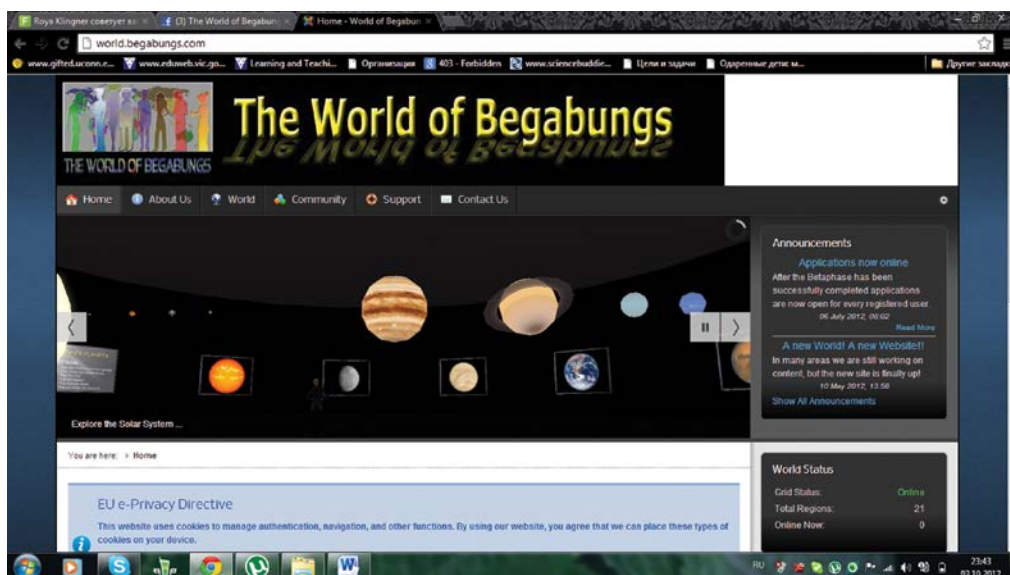 Roya Klingner советует ва
(3) The World of Begabun
Home - World of Begabun
world.begabungs.com
www.gifted.uconn.e...
www.eduweb.vic.go...
Learning and Teachi...
Организация
403 - Forbidden
www.sciencebuddie...
Цели и задачи
Одаренные дети: м...
Другие закладки
THE WORLD OF BEGABUNGS
The World of Begabungs
Home
About Us
World
Community
Support
Contact Us
Explore the Solar System ...
Announcements
Applications now online
After the Betaphase has been
successfully completed applications
are now open for every registered user.
06 July 2012, 06:02
Read More
A new World! A new Website!!
In many areas we are still working on
content, but the new site is finally up!
10 May 2012, 13:56
Show All Announcements
You are here: Home
EU e-Privacy Directive
This website uses cookies to manage authentication, navigation, and other functions. By using our website, you agree that we can place these types of
cookies on your device.
World Status
Grid Status: Online
Total Regions: 21
Online Now: 0
RU
23:43
03.10.2012